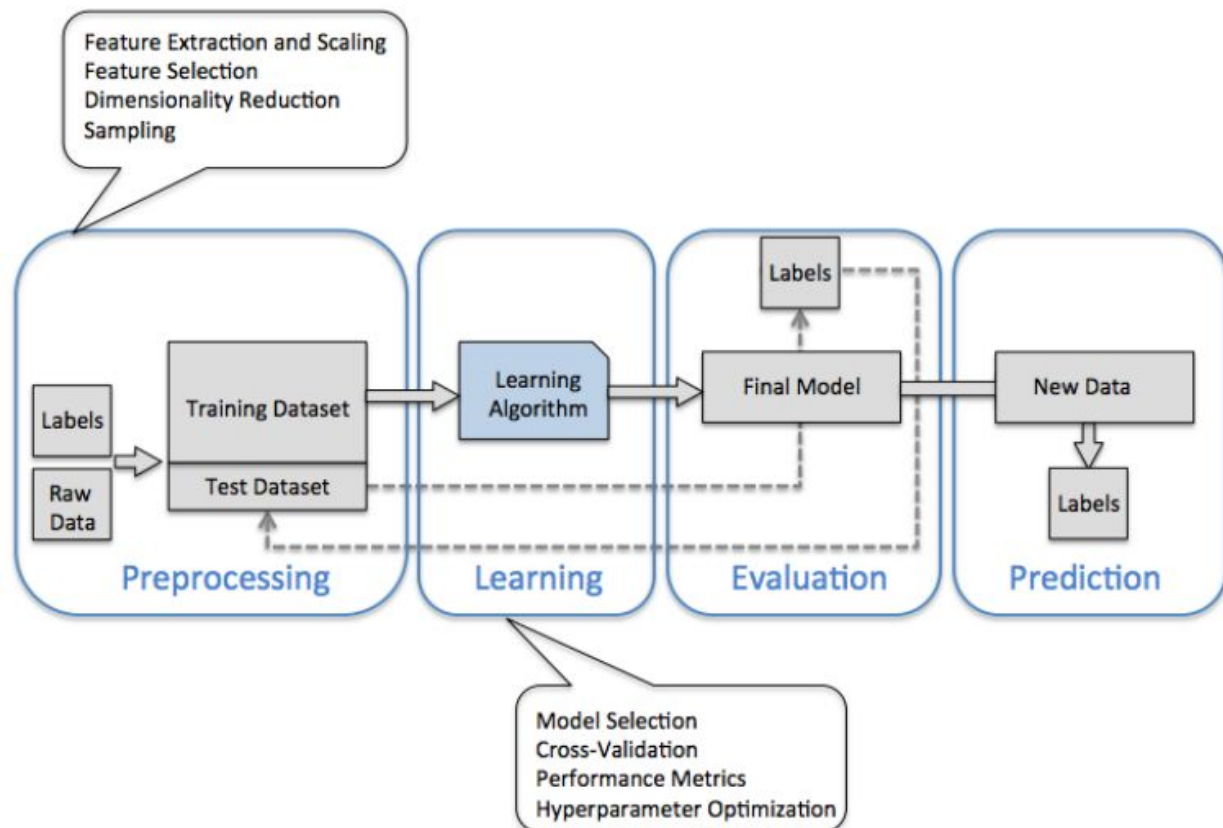 Feature Extraction and Scaling
Feature Selection
Dimensionality Reduction
Sampling
Labels
Raw
Data
Training Dataset
Test Dataset
Preprocessing
Learning
Algorithm
Learning
Labels
Final Model
Evaluation
New Data
Labels
Prediction
Model Selection
Cross-Validation
Performance Metrics
Hyperparameter Optimization